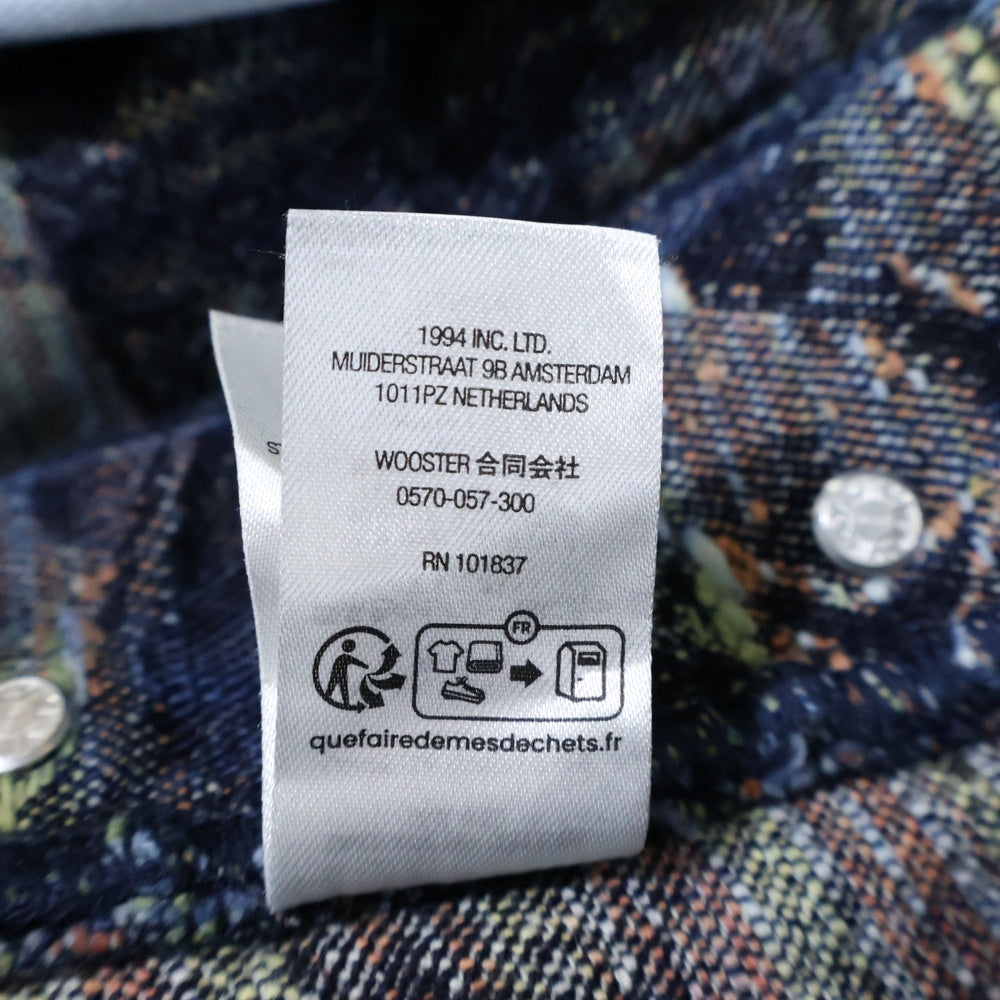 1994 INC. LTD.
MUIDERSTRAAT 9B AMSTERDAM
1011PZ NETHERLANDS
WOOSTER 合同会社
0570-057-300
RN 101837
FR
quefairedemesdechets.fr
S